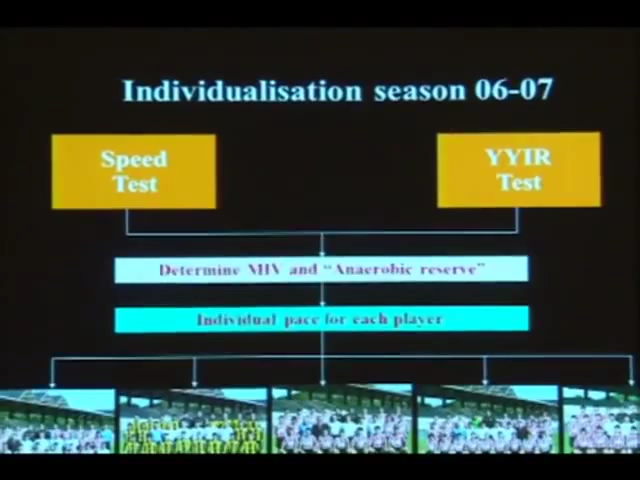 Individualisation season 06-07
Speed
Test
YYIR
Test
Determine MIV and "Anaerobic reserve"
Individual pace for each player